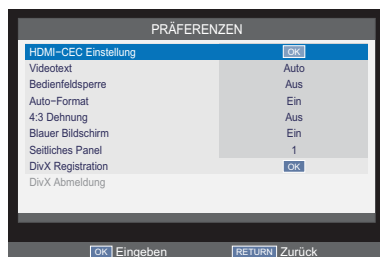 PRÄFERENZEN
HDMI-CEC Einstellung OK
Videotext Auto
Bedienfeldsperre Aus
Auto-Format Ein
4:3 Dehnung Aus
Blauer Bildschirm Ein
Seitliches Panel 1
DivX Registration OK
DivX Abmeldung
OK Eingeben RETURN Zurück